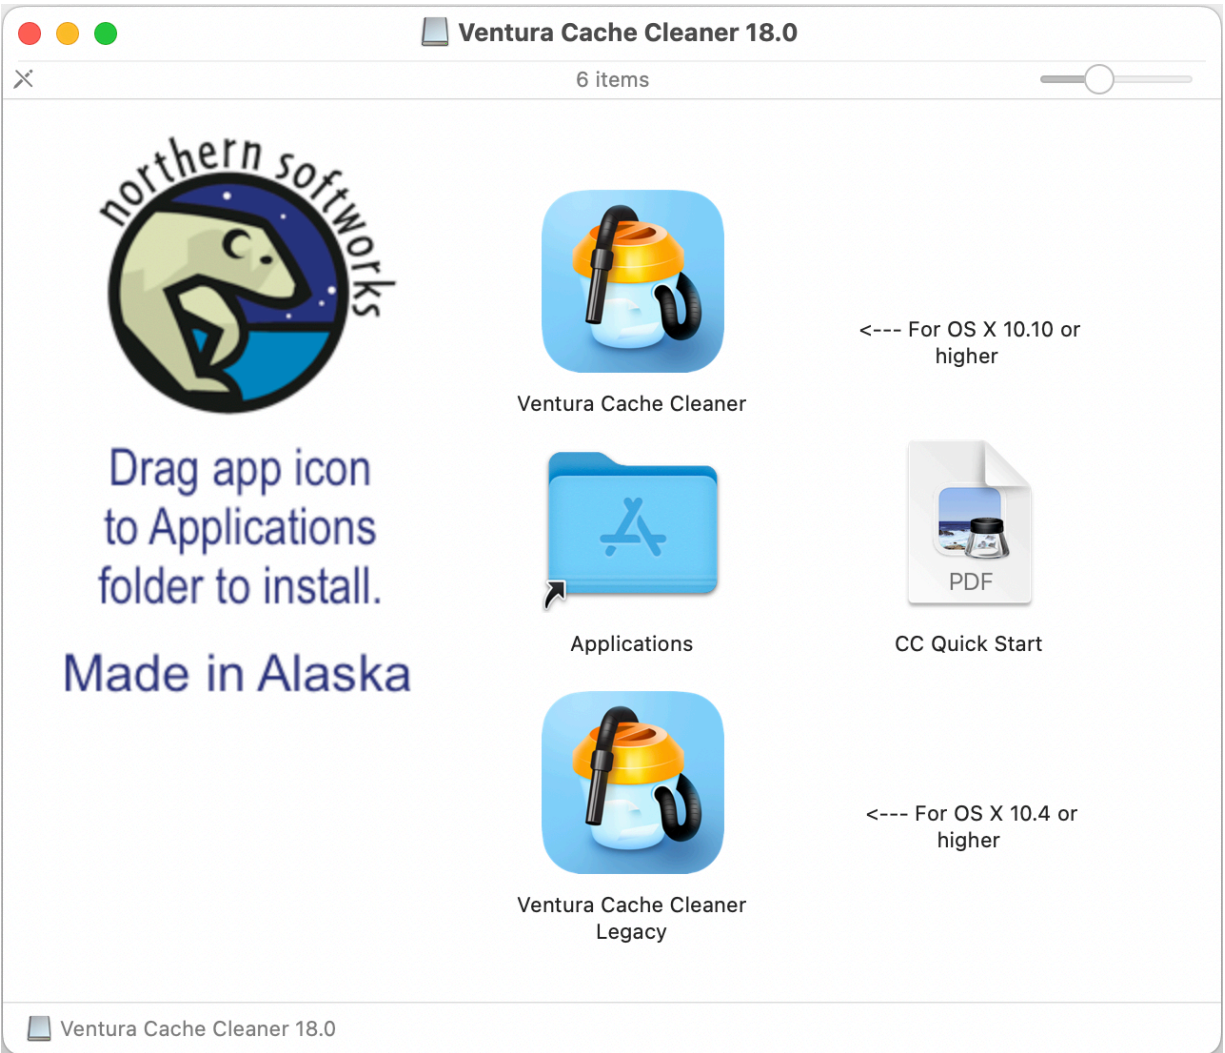 Ventura Cache Cleaner 18.0
6 items
northern softworks
Drag app icon
to Applications
folder to install.
Made in Alaska
Ventura Cache Cleaner
<--- For OS X 10.10 or
higher
Applications
PDF
CC Quick Start
Ventura Cache Cleaner
Legacy
<--- For OS X 10.4 or
higher
Ventura Cache Cleaner 18.0